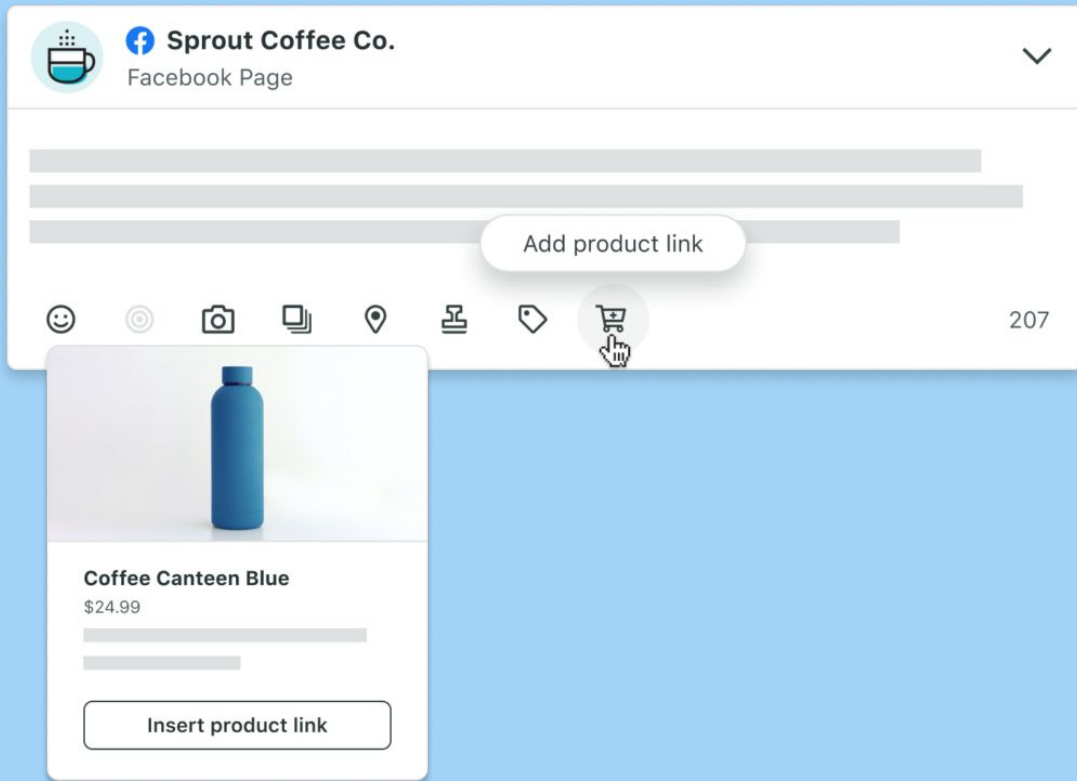 Sprout Coffee Co.
Facebook Page
Add product link
207
Coffee Canteen Blue
$24.99
Insert product link